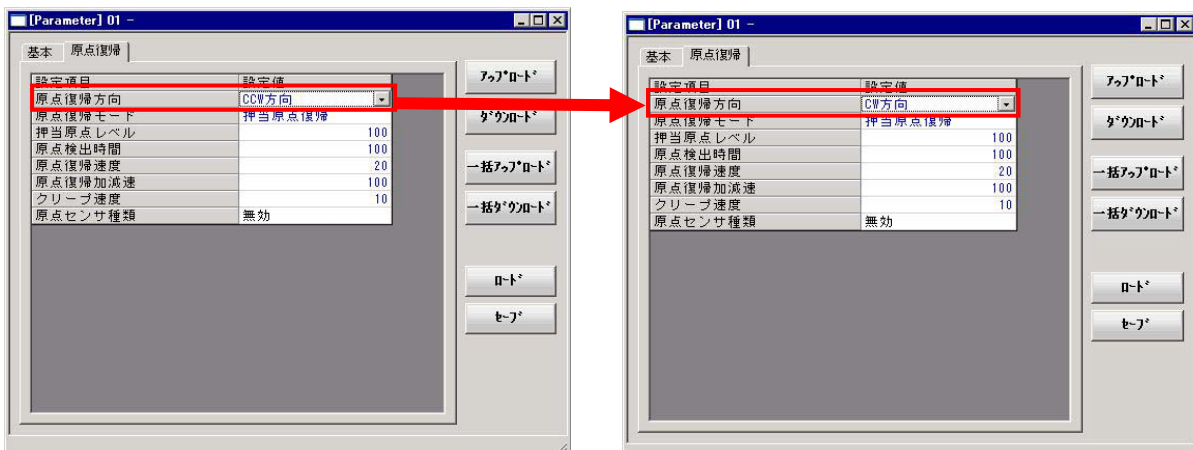 [Parameter] 01 -
基本 原点復帰
設定項目 設定値
原点復帰方向 CCW方向
原点復帰モード 押当原点復帰
押当原点レベル 100
原点検出時間 100
原点復帰速度 20
原点復帰加減速 100
クリープ速度 10
原点センサ種類 無効
ｱｯﾌﾟﾛｰﾄﾞ
ﾀﾞｳﾝﾛｰﾄﾞ
一括ｱｯﾌﾟﾛｰﾄﾞ
一括ﾀﾞｳﾝﾛｰﾄﾞ
ﾛｰﾄﾞ
ｾｰﾌﾞ
[Parameter] 01 -
基本 原点復帰
設定項目 設定値
原点復帰方向 CW方向
原点復帰モード 押当原点復帰
押当原点レベル 100
原点検出時間 100
原点復帰速度 20
原点復帰加減速 100
クリープ速度 10
原点センサ種類 無効
ｱｯﾌﾟﾛｰﾄﾞ
ﾀﾞｳﾝﾛｰﾄﾞ
一括ｱｯﾌﾟﾛｰﾄﾞ
一括ﾀﾞｳﾝﾛｰﾄﾞ
ﾛｰﾄﾞ
ｾｰﾌﾞ